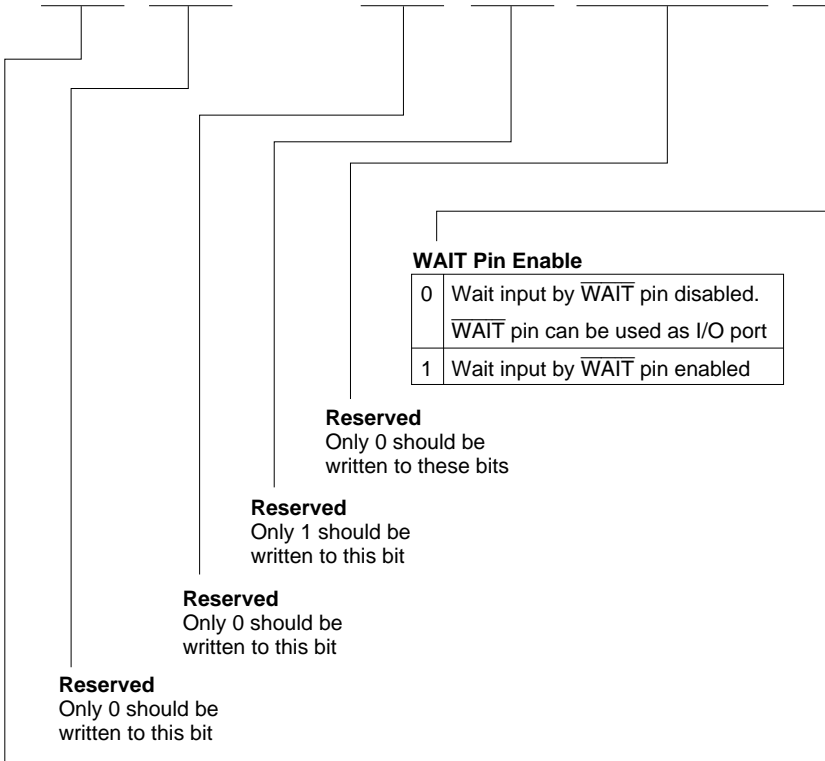 WAIT Pin Enable
0 Wait input by WAIT pin disabled.
WAIT pin can be used as I/O port
1 Wait input by WAIT pin enabled
Reserved
Only 0 should be
written to these bits
Reserved
Only 1 should be
written to this bit
Reserved
Only 0 should be
written to this bit
Reserved
Only 0 should be
written to this bit